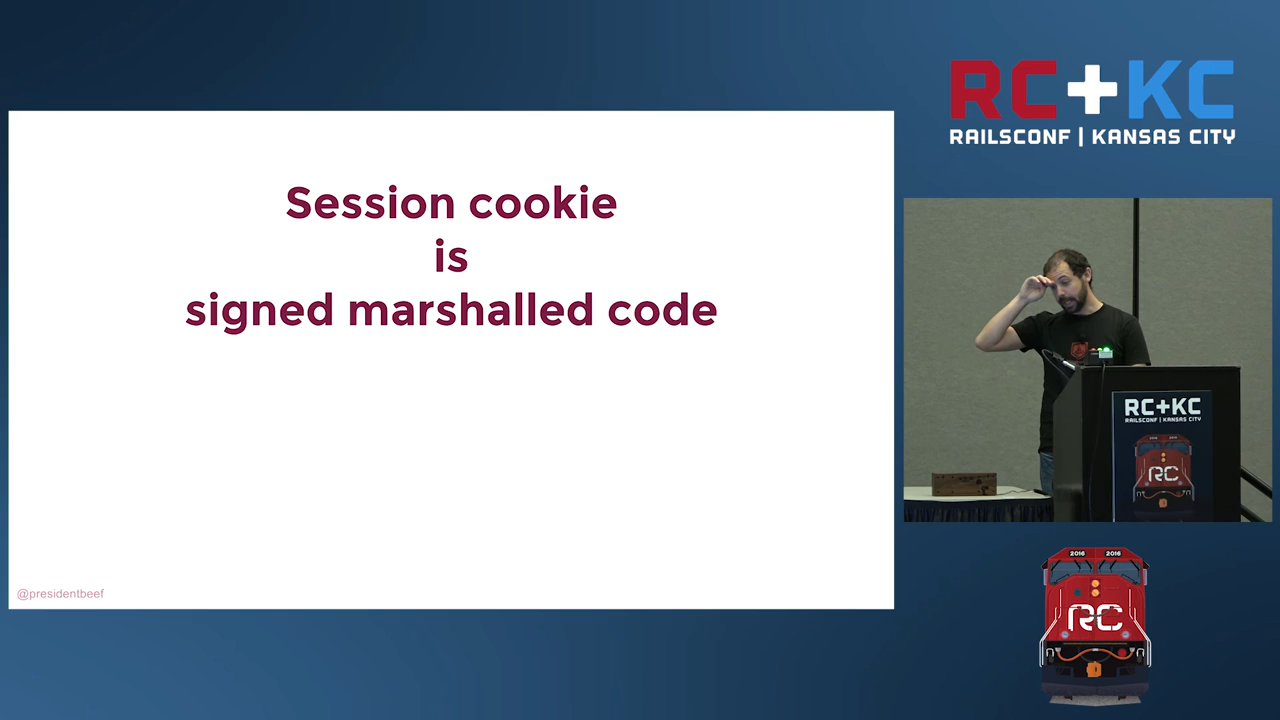 RC+KC
RAILSCONF | KANSAS CITY
Session cookie
is
signed marshalled code
@presidentbeef
RC+KC
RAILSCONF | KANSAS CITY
RC
2016 2016
RC